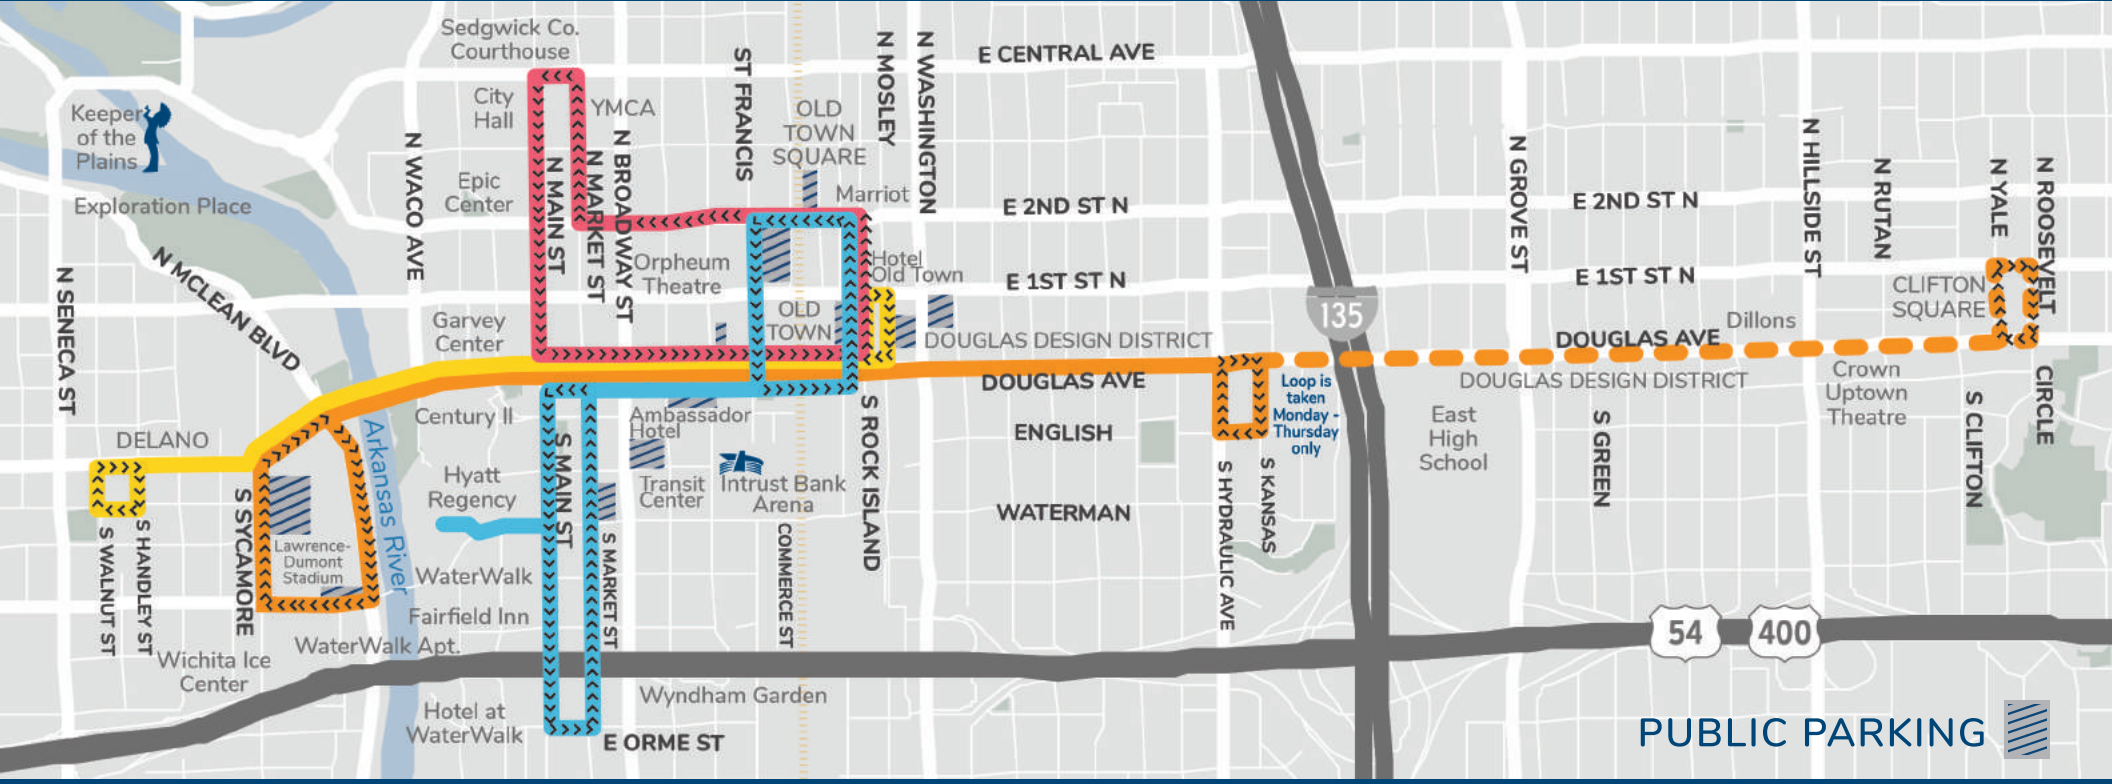 Sedgwick Co.
Courthouse
City
Hall
YMCA
ST FRANCIS
OLD
TOWN
SQUARE
N MOSLEY
N WASHINGTON
E CENTRAL AVE
Keeper
of the
Plains
Exploration Place
N WACO AVE
Epic
Center
N MAIN ST
N MARKET ST
N BROADWAY ST
Marriot
E 2ND ST N
N GROVE ST
E 2ND ST N
N HILLSIDE ST
N RUTAN
N YALE
N ROOSEVELT
N SENECA ST
N MCLEAN BLVD
Orpheum
Theatre
Hotel
Old Town
E 1ST ST N
E 1ST ST N
CLIFTON
SQUARE
Garvey
Center
OLD
TOWN
DOUGLAS DESIGN DISTRICT
135
DOUGLAS AVE
Dillons
DOUGLAS AVE
Loop is
taken
Monday -
Thursday
only
DOUGLAS DESIGN DISTRICT
Crown
Uptown
Theatre
CIRCLE
DELANO
Century II
Ambassador
Hotel
S ROCK ISLAND
ENGLISH
East
High
School
S GREEN
S CLIFTON
Arkansas River
Hyatt
Regency
S MAIN ST
Transit
Center
Intrust Bank
Arena
WATERMAN
S HYDRAULIC AVE
S KANSAS
S WALNUT ST
S HANDLEY ST
S SYCAMORE
Lawrence-
Dumont
Stadium
WaterWalk
S MARKET ST
COMMERCE ST
Fairfield Inn
WaterWalk Apt.
Wichita Ice
Center
54
400
Wyndham Garden
Hotel at
WaterWalk
E ORME ST
PUBLIC PARKING